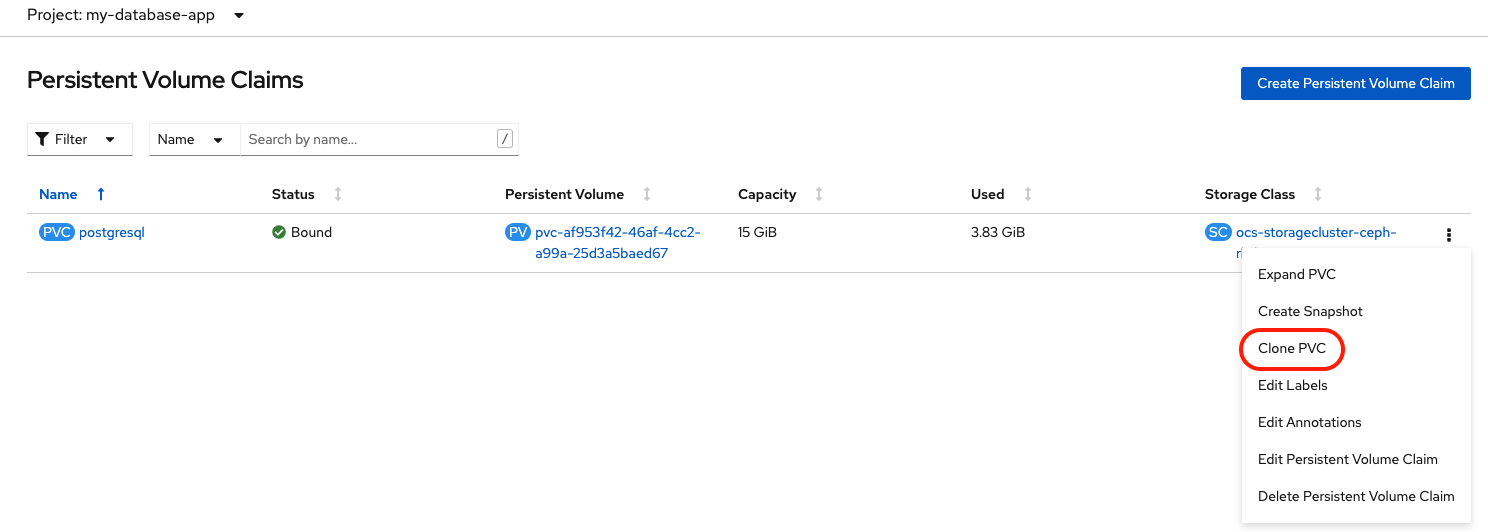 Project: my-database-app
Persistent Volume Claims
Create Persistent Volume Claim
Filter
Name
Search by name...
/
Name
Status
Persistent Volume
Capacity
Used
Storage Class
PVC postgresql
Bound
PV pvc-af953f42-46af-4cc2-
a99a-25d3a5baed67
15 GiB
3.83 GiB
SC ocs-storagecluster-ceph-
Expand PVC
Create Snapshot
Clone PVC
Edit Labels
Edit Annotations
Edit Persistent Volume Claim
Delete Persistent Volume Claim